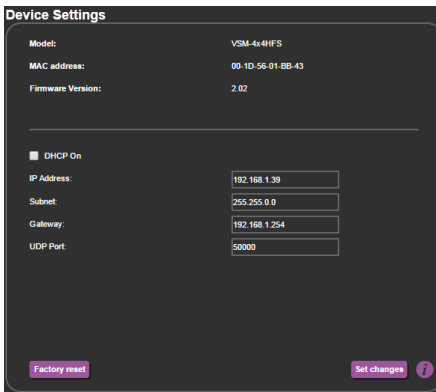 Device Settings
Model: VSM-4x4HFS
MAC address: 00-1D-56-01-BB-43
Firmware Version: 2.02
DHCP On
IP Address: 192.168.1.39
Subnet: 255.255.0.0
Gateway: 192.168.1.254
UDP Port: 50000
Factory reset Set changes i